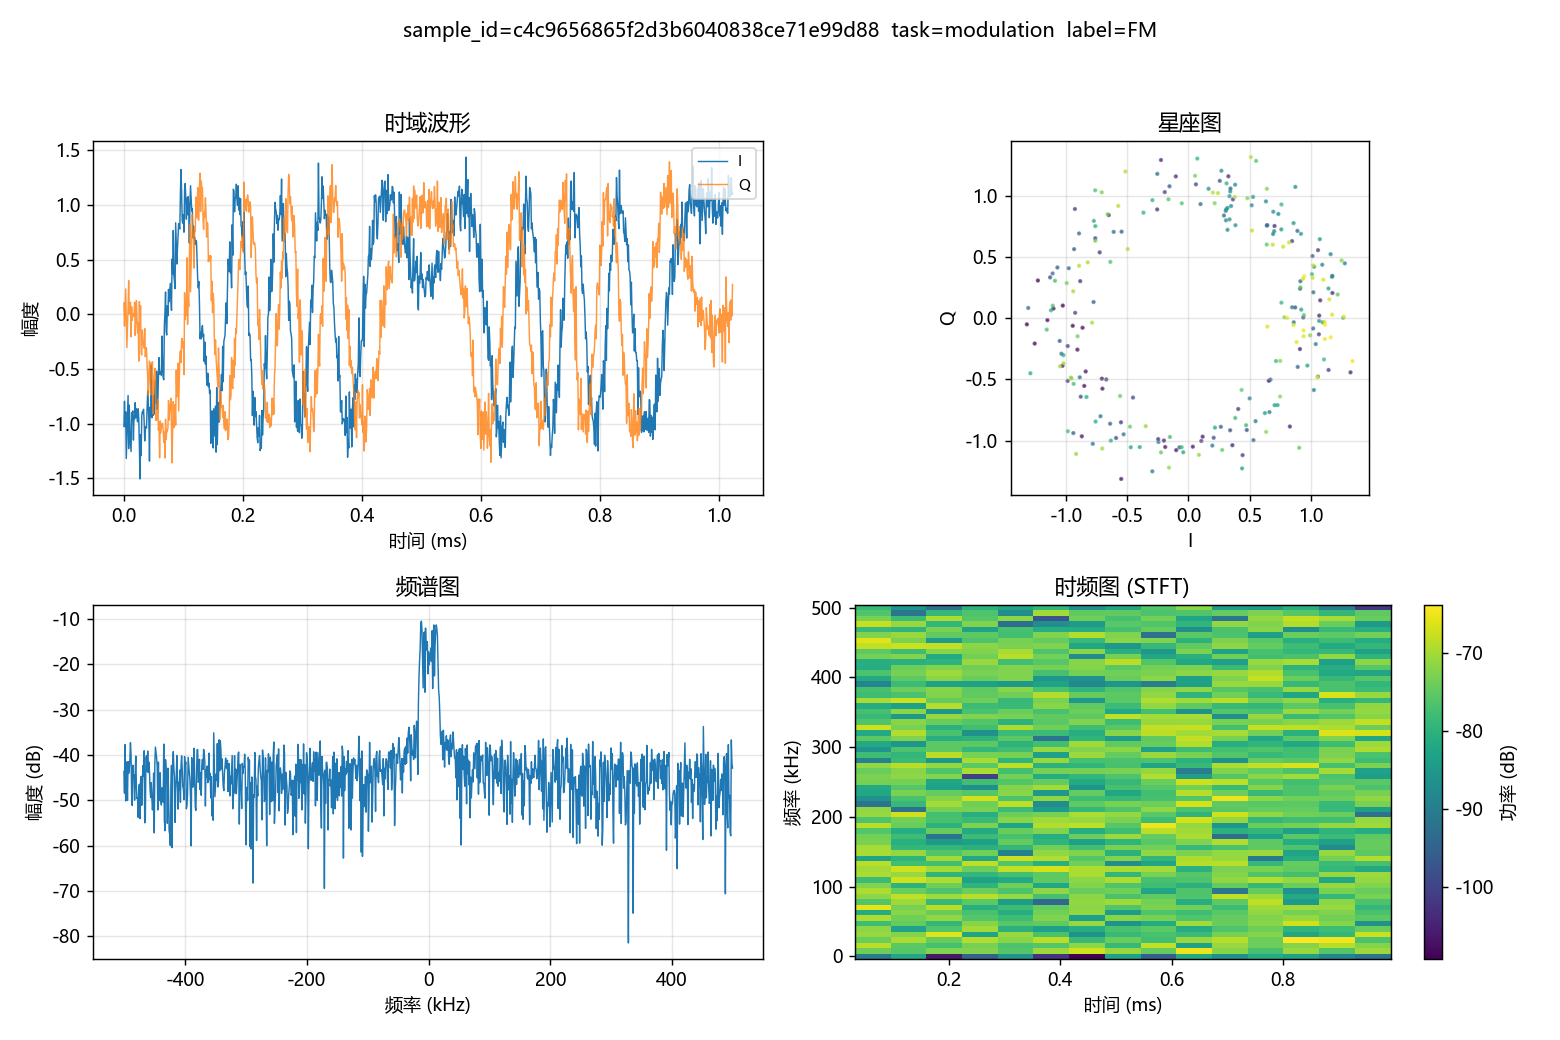 sample_id=c4c9656865f2d3b6040838ce71e99d88 task=modulation label=FM
时域波形
1.5
1.0
0.5
0.0
-0.5
-1.0
-1.5
幅度
I
Q
0.0 0.2 0.4 0.6 0.8 1.0
时间 (ms)
星座图
1.0
0.5
0.0
-0.5
-1.0
Q
-1.0 -0.5 0.0 0.5 1.0
I
频谱图
-10
-20
-30
-40
-50
-60
-70
-80
幅度 (dB)
-400 -200 0 200 400
频率 (kHz)
时频图 (STFT)
500
400
300
200
100
0
频率 (kHz)
0.2 0.4 0.6 0.8
时间 (ms)
-70
-80
-90
-100
功率 (dB)